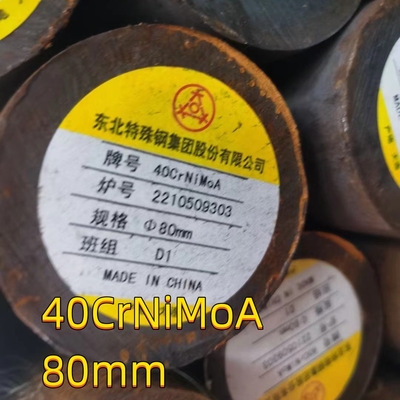 东北特殊钢集团股份有限公司
牌号 40CrNiMoA
炉号 2210509303
规格 Φ80mm
班组 D1
MADE IN CHINA
40CrNiMoA
80mm